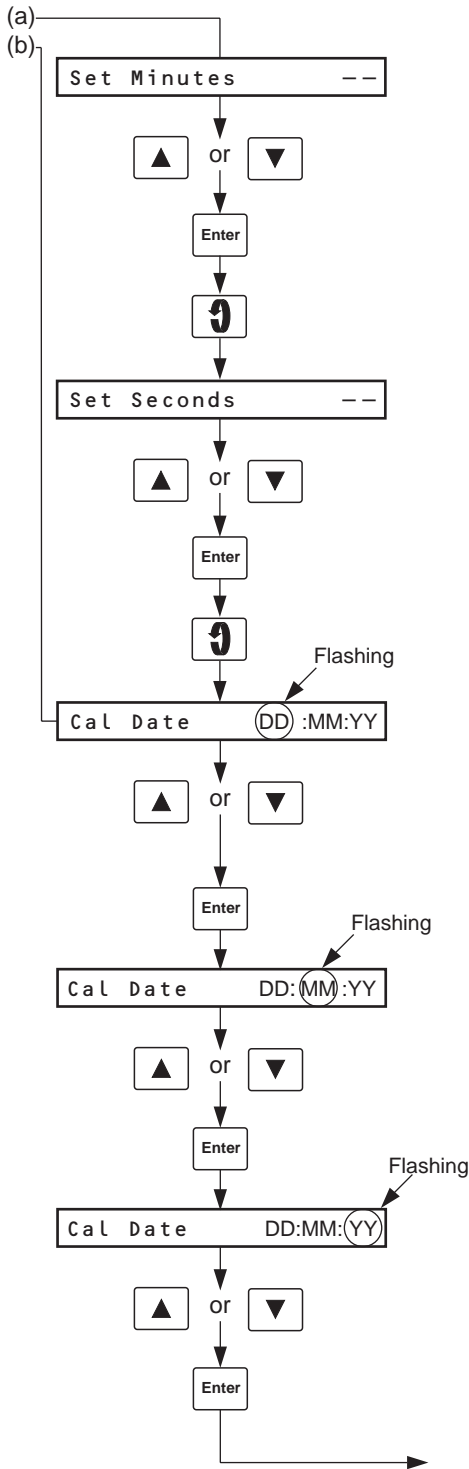 (a)
(b)
Set Minutes – –
▲ or ▼
Enter
Set Seconds – –
▲ or ▼
Enter
Flashing
Cal Date DD :MM:YY
▲ or ▼
Enter
Flashing
Cal Date DD: MM :YY
▲ or ▼
Enter
Flashing
Cal Date DD:MM: YY
▲ or ▼
Enter